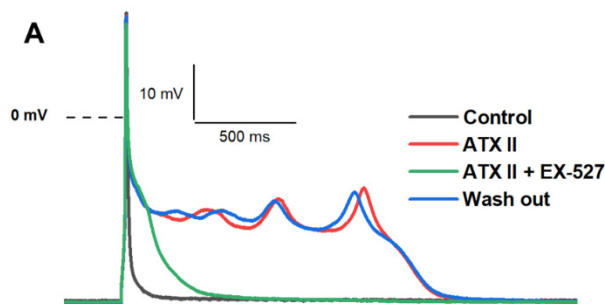 A
0 mV
10 mV
500 ms
Control
ATX II
ATX II + EX-527
Wash out